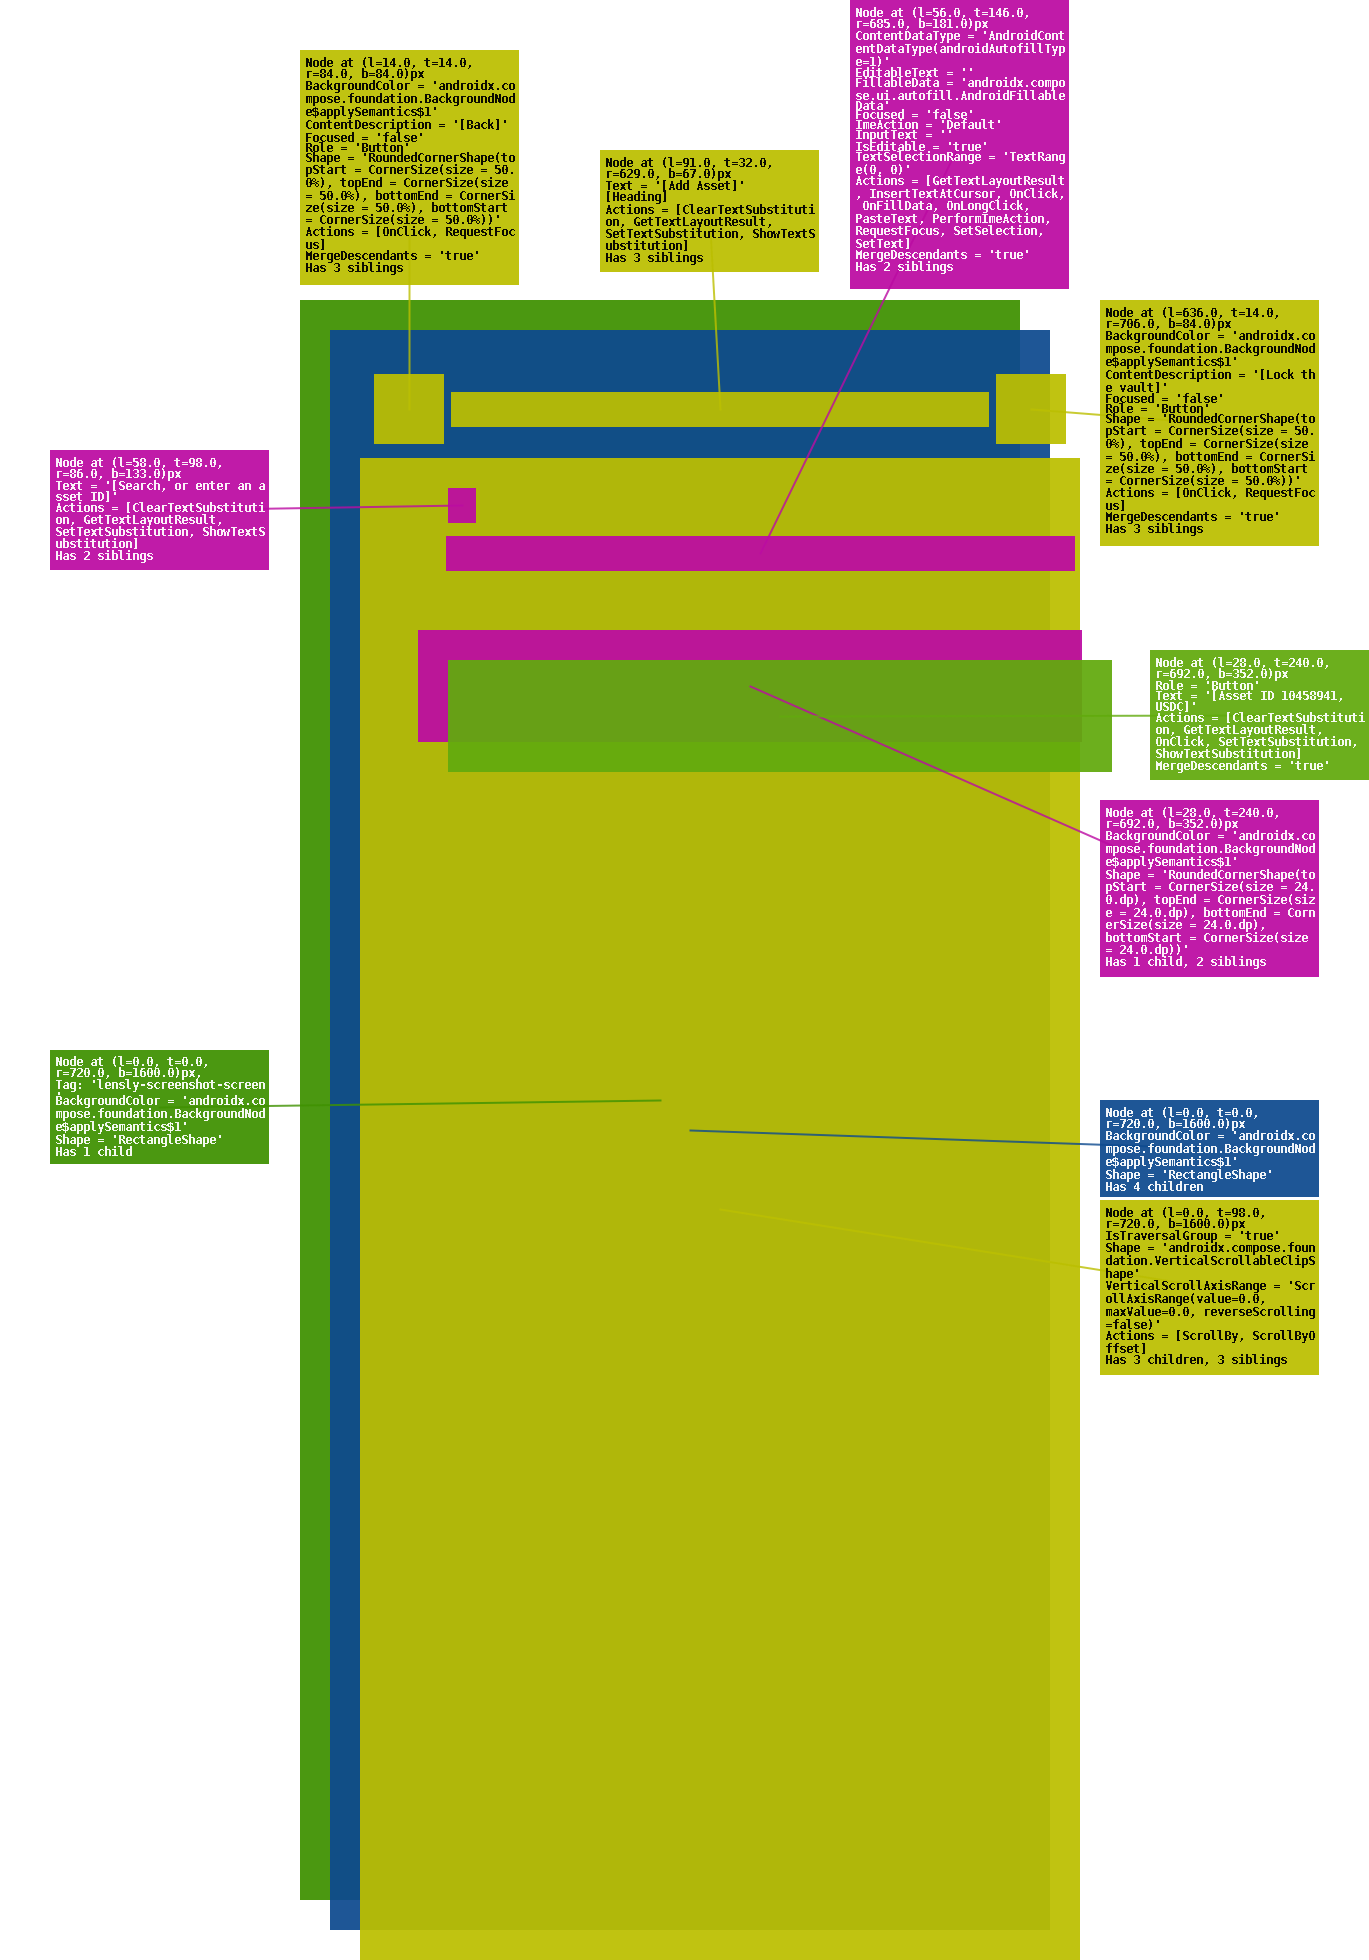 Node at (l=56.0, t=146.0,
r=685.0, b=181.0)px
ContentDataType = 'AndroidCont
entDataType(androidAutofillTyp
e=1)'
EditableText = ''
FillableData = 'androidx.compo
se.ui.autofill.AndroidFillable
Data'
Focused = 'false'
ImeAction = 'Default'
InputText = ''
IsEditable = 'true'
TextSelectionRange = 'TextRang
e(0, 0)'
Actions = [GetTextLayoutResult
, InsertTextAtCursor, OnClick,
OnFillData, OnLongClick,
PasteText, PerformImeAction,
RequestFocus, SetSelection,
SetText]
MergeDescendants = 'true'
Has 2 siblings
Node at (l=14.0, t=14.0,
r=84.0, b=84.0)px
BackgroundColor = 'androidx.co
mpose.foundation.BackgroundNod
e$applySemantics$1'
ContentDescription = '[Back]'
Focused = 'false'
Role = 'Button'
Shape = 'RoundedCornerShape(to
pStart = CornerSize(size = 50.
0%), topEnd = CornerSize(size
= 50.0%), bottomEnd = CornerSi
ze(size = 50.0%), bottomStart
= CornerSize(size = 50.0%))'
Actions = [OnClick, RequestFoc
us]
MergeDescendants = 'true'
Has 3 siblings
Node at (l=91.0, t=32.0,
r=629.0, b=67.0)px
Text = '[Add Asset]'
[Heading]
Actions = [ClearTextSubstituti
on, GetTextLayoutResult,
SetTextSubstitution, ShowTextS
ubstitution]
Has 3 siblings
Node at (l=636.0, t=14.0,
r=706.0, b=84.0)px
BackgroundColor = 'androidx.co
mpose.foundation.BackgroundNod
e$applySemantics$1'
ContentDescription = '[Lock th
e vault]'
Focused = 'false'
Role = 'Button'
Shape = 'RoundedCornerShape(to
pStart = CornerSize(size = 50.
0%), topEnd = CornerSize(size
= 50.0%), bottomEnd = CornerSi
ze(size = 50.0%), bottomStart
= CornerSize(size = 50.0%))'
Actions = [OnClick, RequestFoc
us]
MergeDescendants = 'true'
Has 3 siblings
Node at (l=58.0, t=98.0,
r=86.0, b=133.0)px
Text = '[Search, or enter an a
sset ID]'
Actions = [ClearTextSubstituti
on, GetTextLayoutResult,
SetTextSubstitution, ShowTextS
ubstitution]
Has 2 siblings
Node at (l=28.0, t=240.0,
r=692.0, b=352.0)px
Role = 'Button'
Text = '[Asset ID 10458941,
USDC]'
Actions = [ClearTextSubstituti
on, GetTextLayoutResult,
OnClick, SetTextSubstitution,
ShowTextSubstitution]
MergeDescendants = 'true'
Node at (l=28.0, t=240.0,
r=692.0, b=352.0)px
BackgroundColor = 'androidx.co
mpose.foundation.BackgroundNod
e$applySemantics$1'
Shape = 'RoundedCornerShape(to
pStart = CornerSize(size = 24.
0.dp), topEnd = CornerSize(siz
e = 24.0.dp), bottomEnd = Corn
erSize(size = 24.0.dp),
bottomStart = CornerSize(size
= 24.0.dp))'
Has 1 child, 2 siblings
Node at (l=0.0, t=0.0,
r=720.0, b=1600.0)px,
Tag: 'lensly-screenshot-screen
'
BackgroundColor = 'androidx.co
mpose.foundation.BackgroundNod
e$applySemantics$1'
Shape = 'RectangleShape'
Has 1 child
Node at (l=0.0, t=0.0,
r=720.0, b=1600.0)px
BackgroundColor = 'androidx.co
mpose.foundation.BackgroundNod
e$applySemantics$1'
Shape = 'RectangleShape'
Has 4 children
Node at (l=0.0, t=98.0,
r=720.0, b=1600.0)px
IsTraversalGroup = 'true'
Shape = 'androidx.compose.foun
dation.VerticalScrollableClipS
hape'
VerticalScrollAxisRange = 'Scr
ollAxisRange(value=0.0,
maxValue=0.0, reverseScrolling
=false)'
Actions = [ScrollBy, ScrollByO
ffset]
Has 3 children, 3 siblings